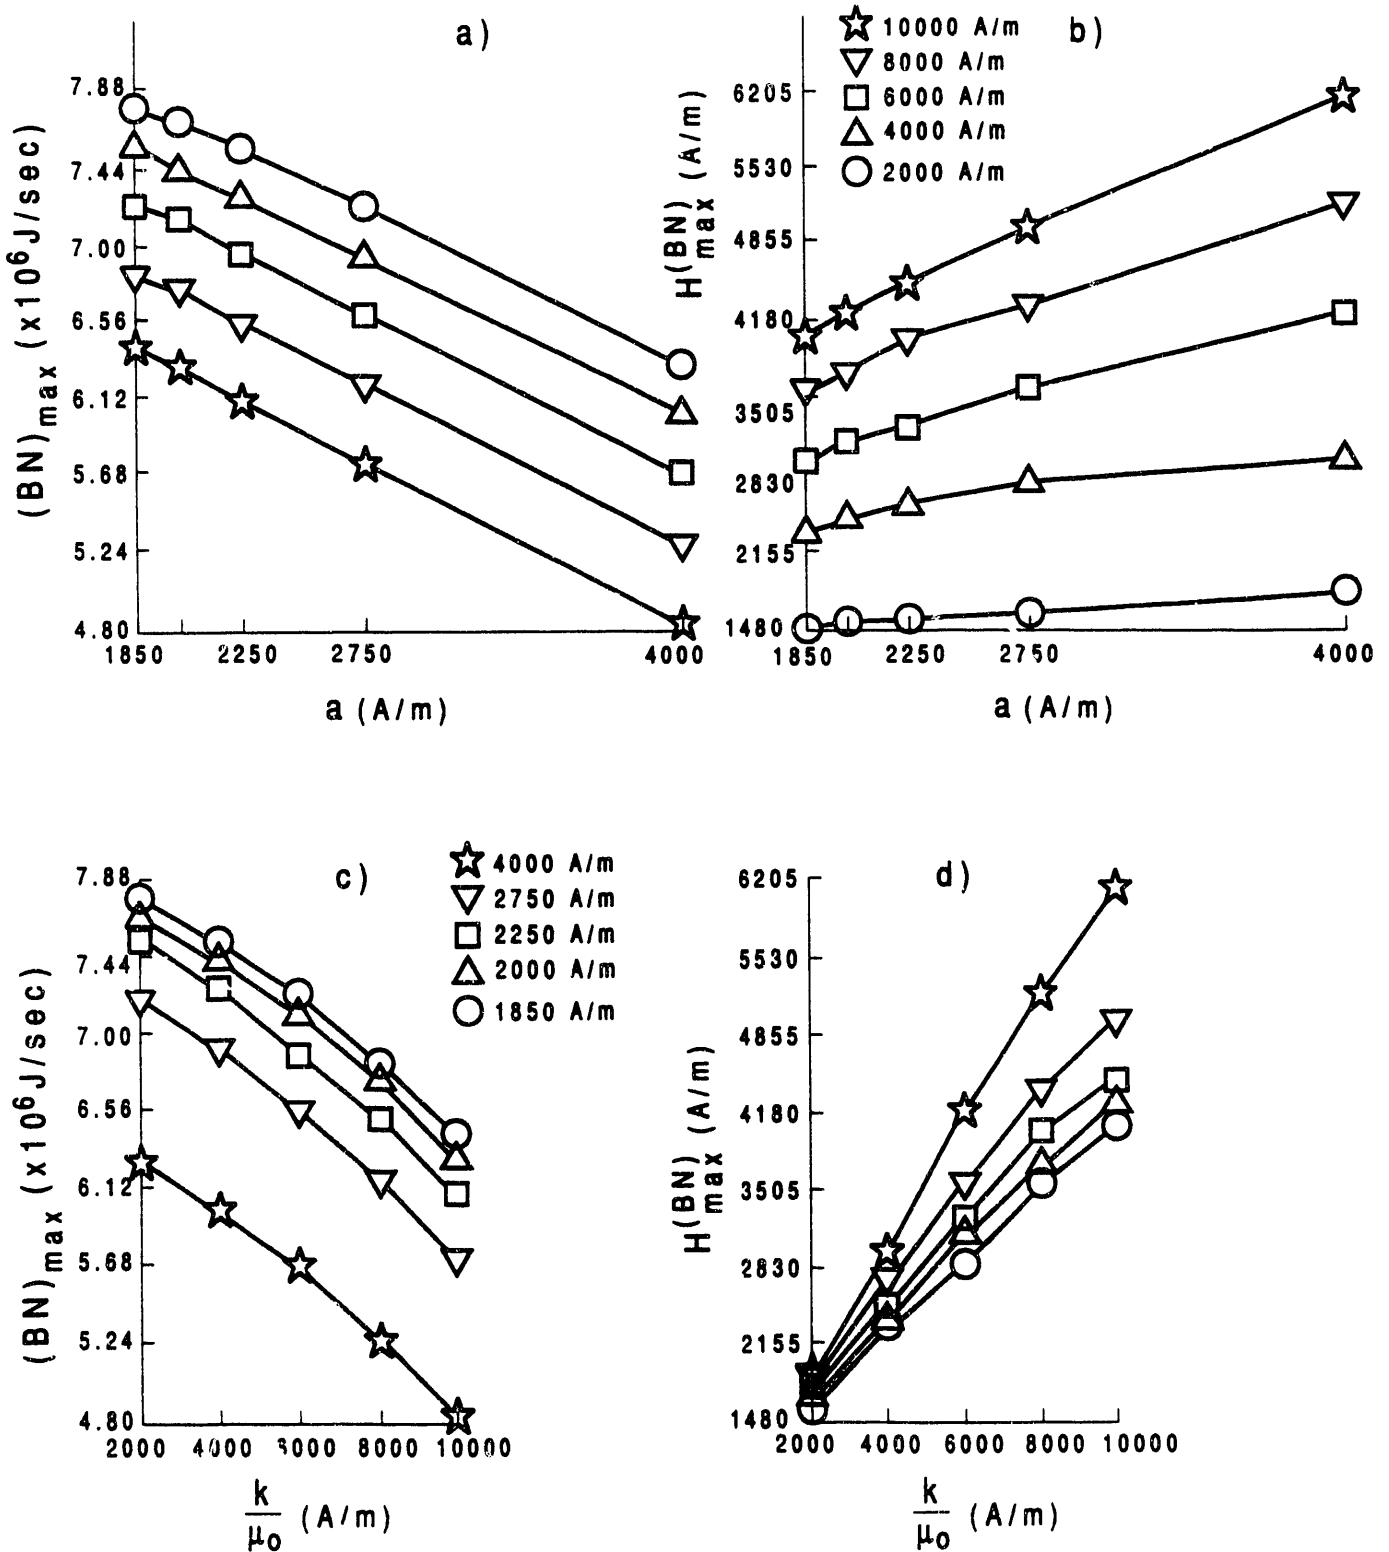 a)
7.88
7.44
7.00
6.56
6.12
5.68
5.24
4.80
(BN)max (x10⁶J/sec)
1850 2250 2750 4000
a (A/m)
b)
10000 A/m
8000 A/m
6000 A/m
4000 A/m
2000 A/m
6205
5530
4855
4180
3505
2830
2155
1480
H(BN)max (A/m)
1850 2250 2750 4000
a (A/m)
c)
4000 A/m
2750 A/m
2250 A/m
2000 A/m
1850 A/m
7.88
7.44
7.00
6.56
6.12
5.68
5.24
4.80
(BN)max (x10⁶J/sec)
2000 4000 6000 8000 10000
k/μ₀ (A/m)
d)
6205
5530
4855
4180
3505
2830
2155
1480
H(BN)max (A/m)
2000 4000 6000 8000 10000
k/μ₀ (A/m)